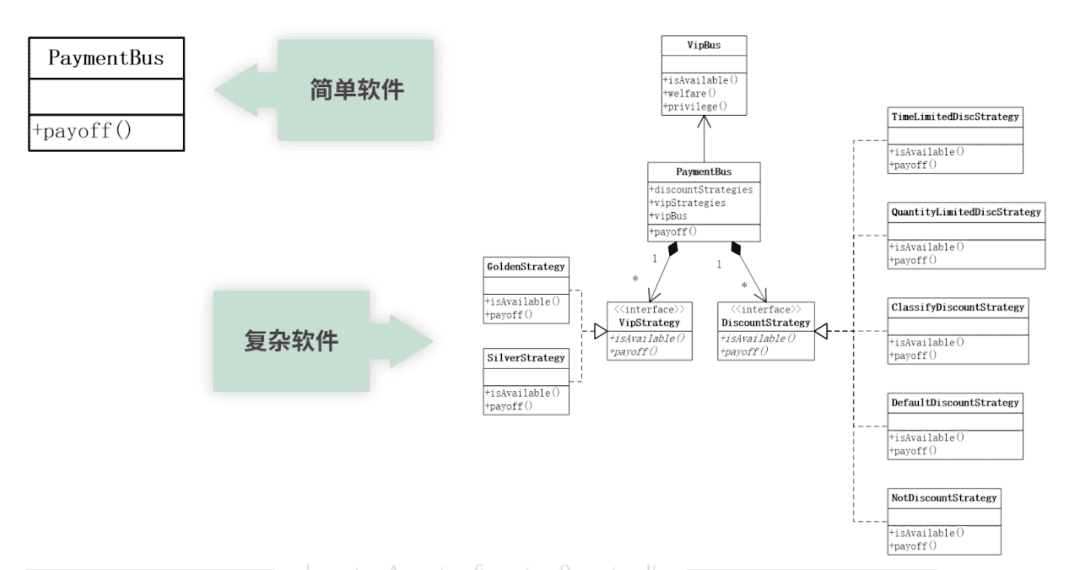 PaymentBus
+payoff()
简单软件
复杂软件
VipBus
+isAvailable()
+welfare()
+privilege()
PaymentBus
+discountStrategies
+vipStrategies
+vipBus
+payoff()
1
*
1
*
GoldenStrategy
+isAvailable()
+payoff()
SilverStrategy
+isAvailable()
+payoff()
<<interface>>
VipStrategy
+isAvailable()
+payoff()
<<interface>>
DiscountStrategy
+isAvailable()
+payoff()
TimeLimitedDiscStrategy
+isAvailable()
+payoff()
QuantityLimitedDiscStrategy
+isAvailable()
+payoff()
ClassifyDiscountStrategy
+isAvailable()
+payoff()
DefaultDiscountStrategy
+isAvailable()
+payoff()
NotDiscountStrategy
+isAvailable()
+payoff()